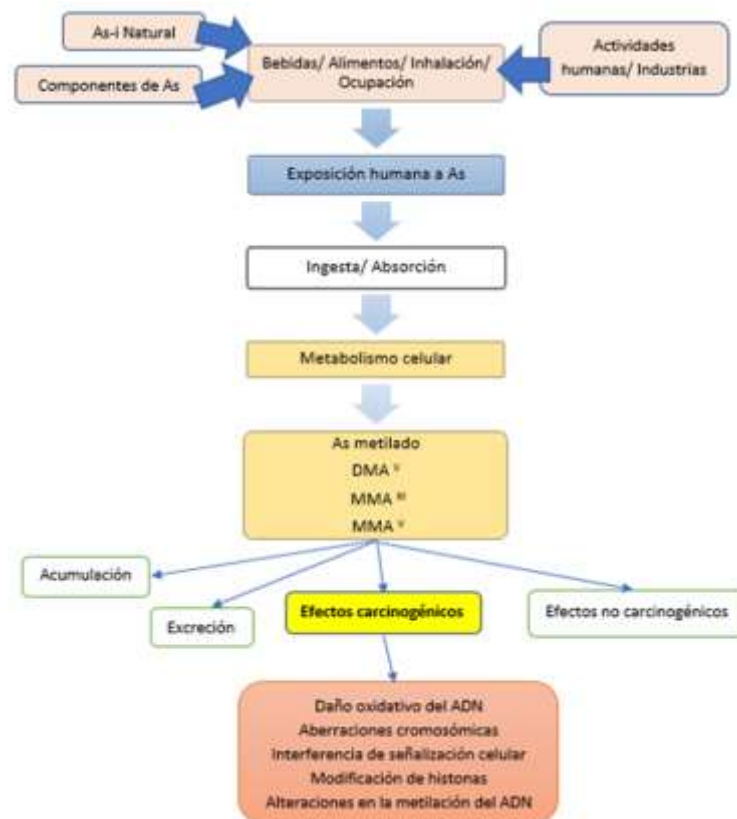 As-i Natural
Componentes de As
Bebidas/ Alimentos/ Inhalación/
Ocupación
Actividades
humanas/ Industrias
Exposición humana a As
Ingesta/ Absorción
Metabolismo celular
As metilado
DMA ⱽ
MMA ᴵᴵᴵ
MMA ⱽ
Acumulación
Excreción
Efectos carcinogénicos
Efectos no carcinogénicos
Daño oxidativo del ADN
Aberraciones cromosómicas
Interferencia de señalización celular
Modificación de histonas
Alteraciones en la metilación del ADN